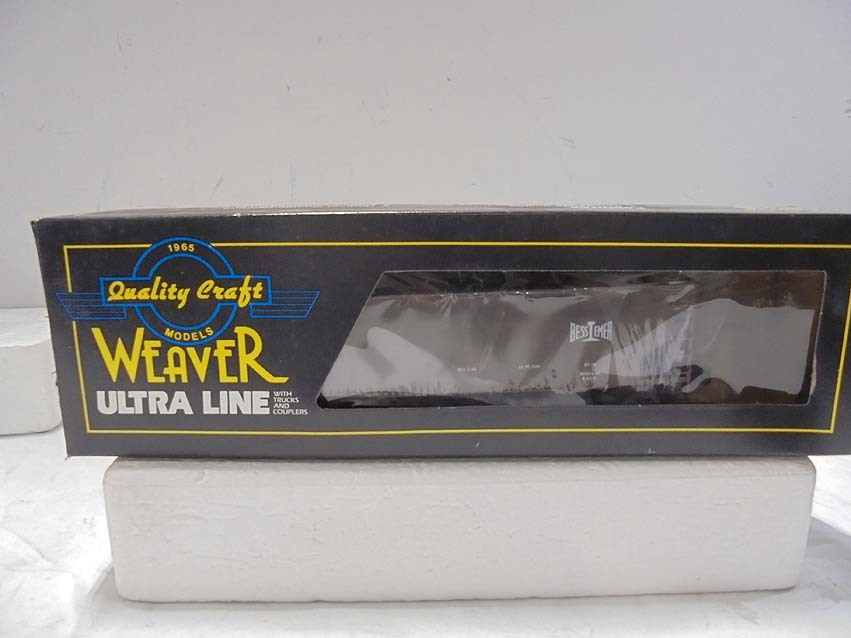 1965
Quality Craft
MODELS
WEAVER
ULTRA LINE
WITH
TRUCKS
AND
COUPLERS
BESSEMER